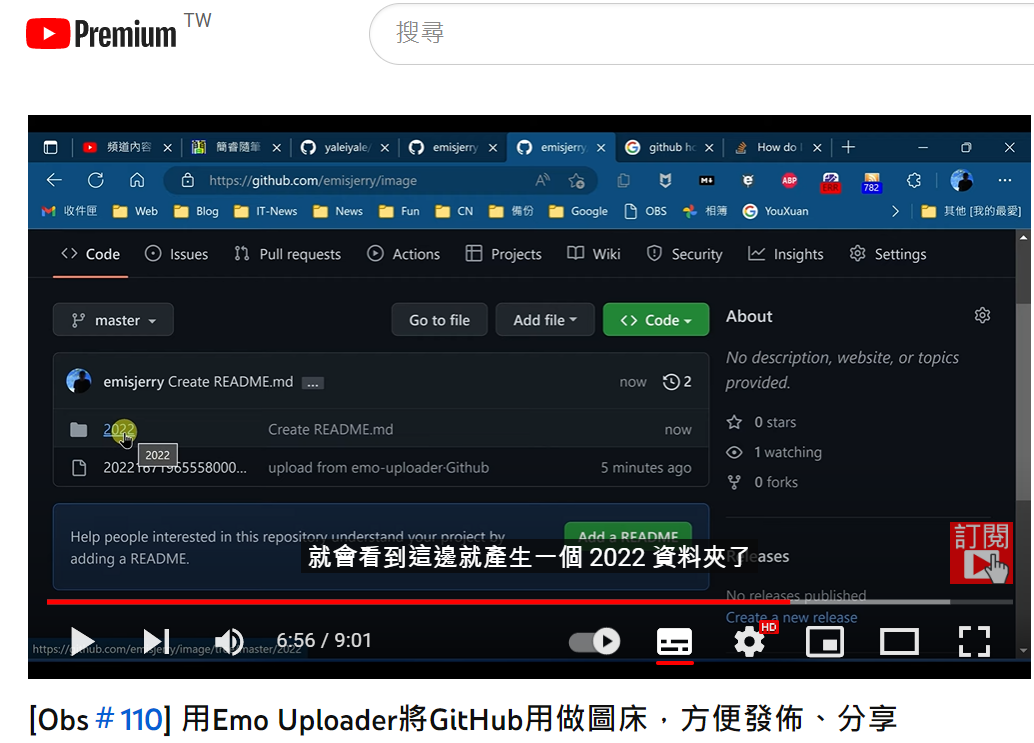 Premium TW
搜尋
頻道內容 簡睿隨筆 yaleiyale/ emisjerry emisjerry github ho How do I
https://github.com/emisjerry/image
收件匣 Web Blog IT-News News Fun CN 備份 Google OBS 相簿 YouXuan 其他 [我的最愛]
M↓ ABP ERR 782
<> Code Issues Pull requests Actions Projects Wiki Security Insights Settings
master Go to file Add file <> Code About
No description, website, or topics
provided.
emisjerry Create README.md ... now 2
2022 Create README.md now
2022
upload from emo-uploader·Github 5 minutes ago
0 stars
1 watching
0 forks
Help people interested in this repository understand your project by
adding a README.
Add a README
就會看到這邊就產生一個 2022 資料夾了
Releases
訂閱
No releases published
Create a new release
6:56 / 9:01
HD
https://github.com/emisjerry/image/tree/master/2022
[Obs＃110] 用Emo Uploader將GitHub用做圖床，方便發佈、分享